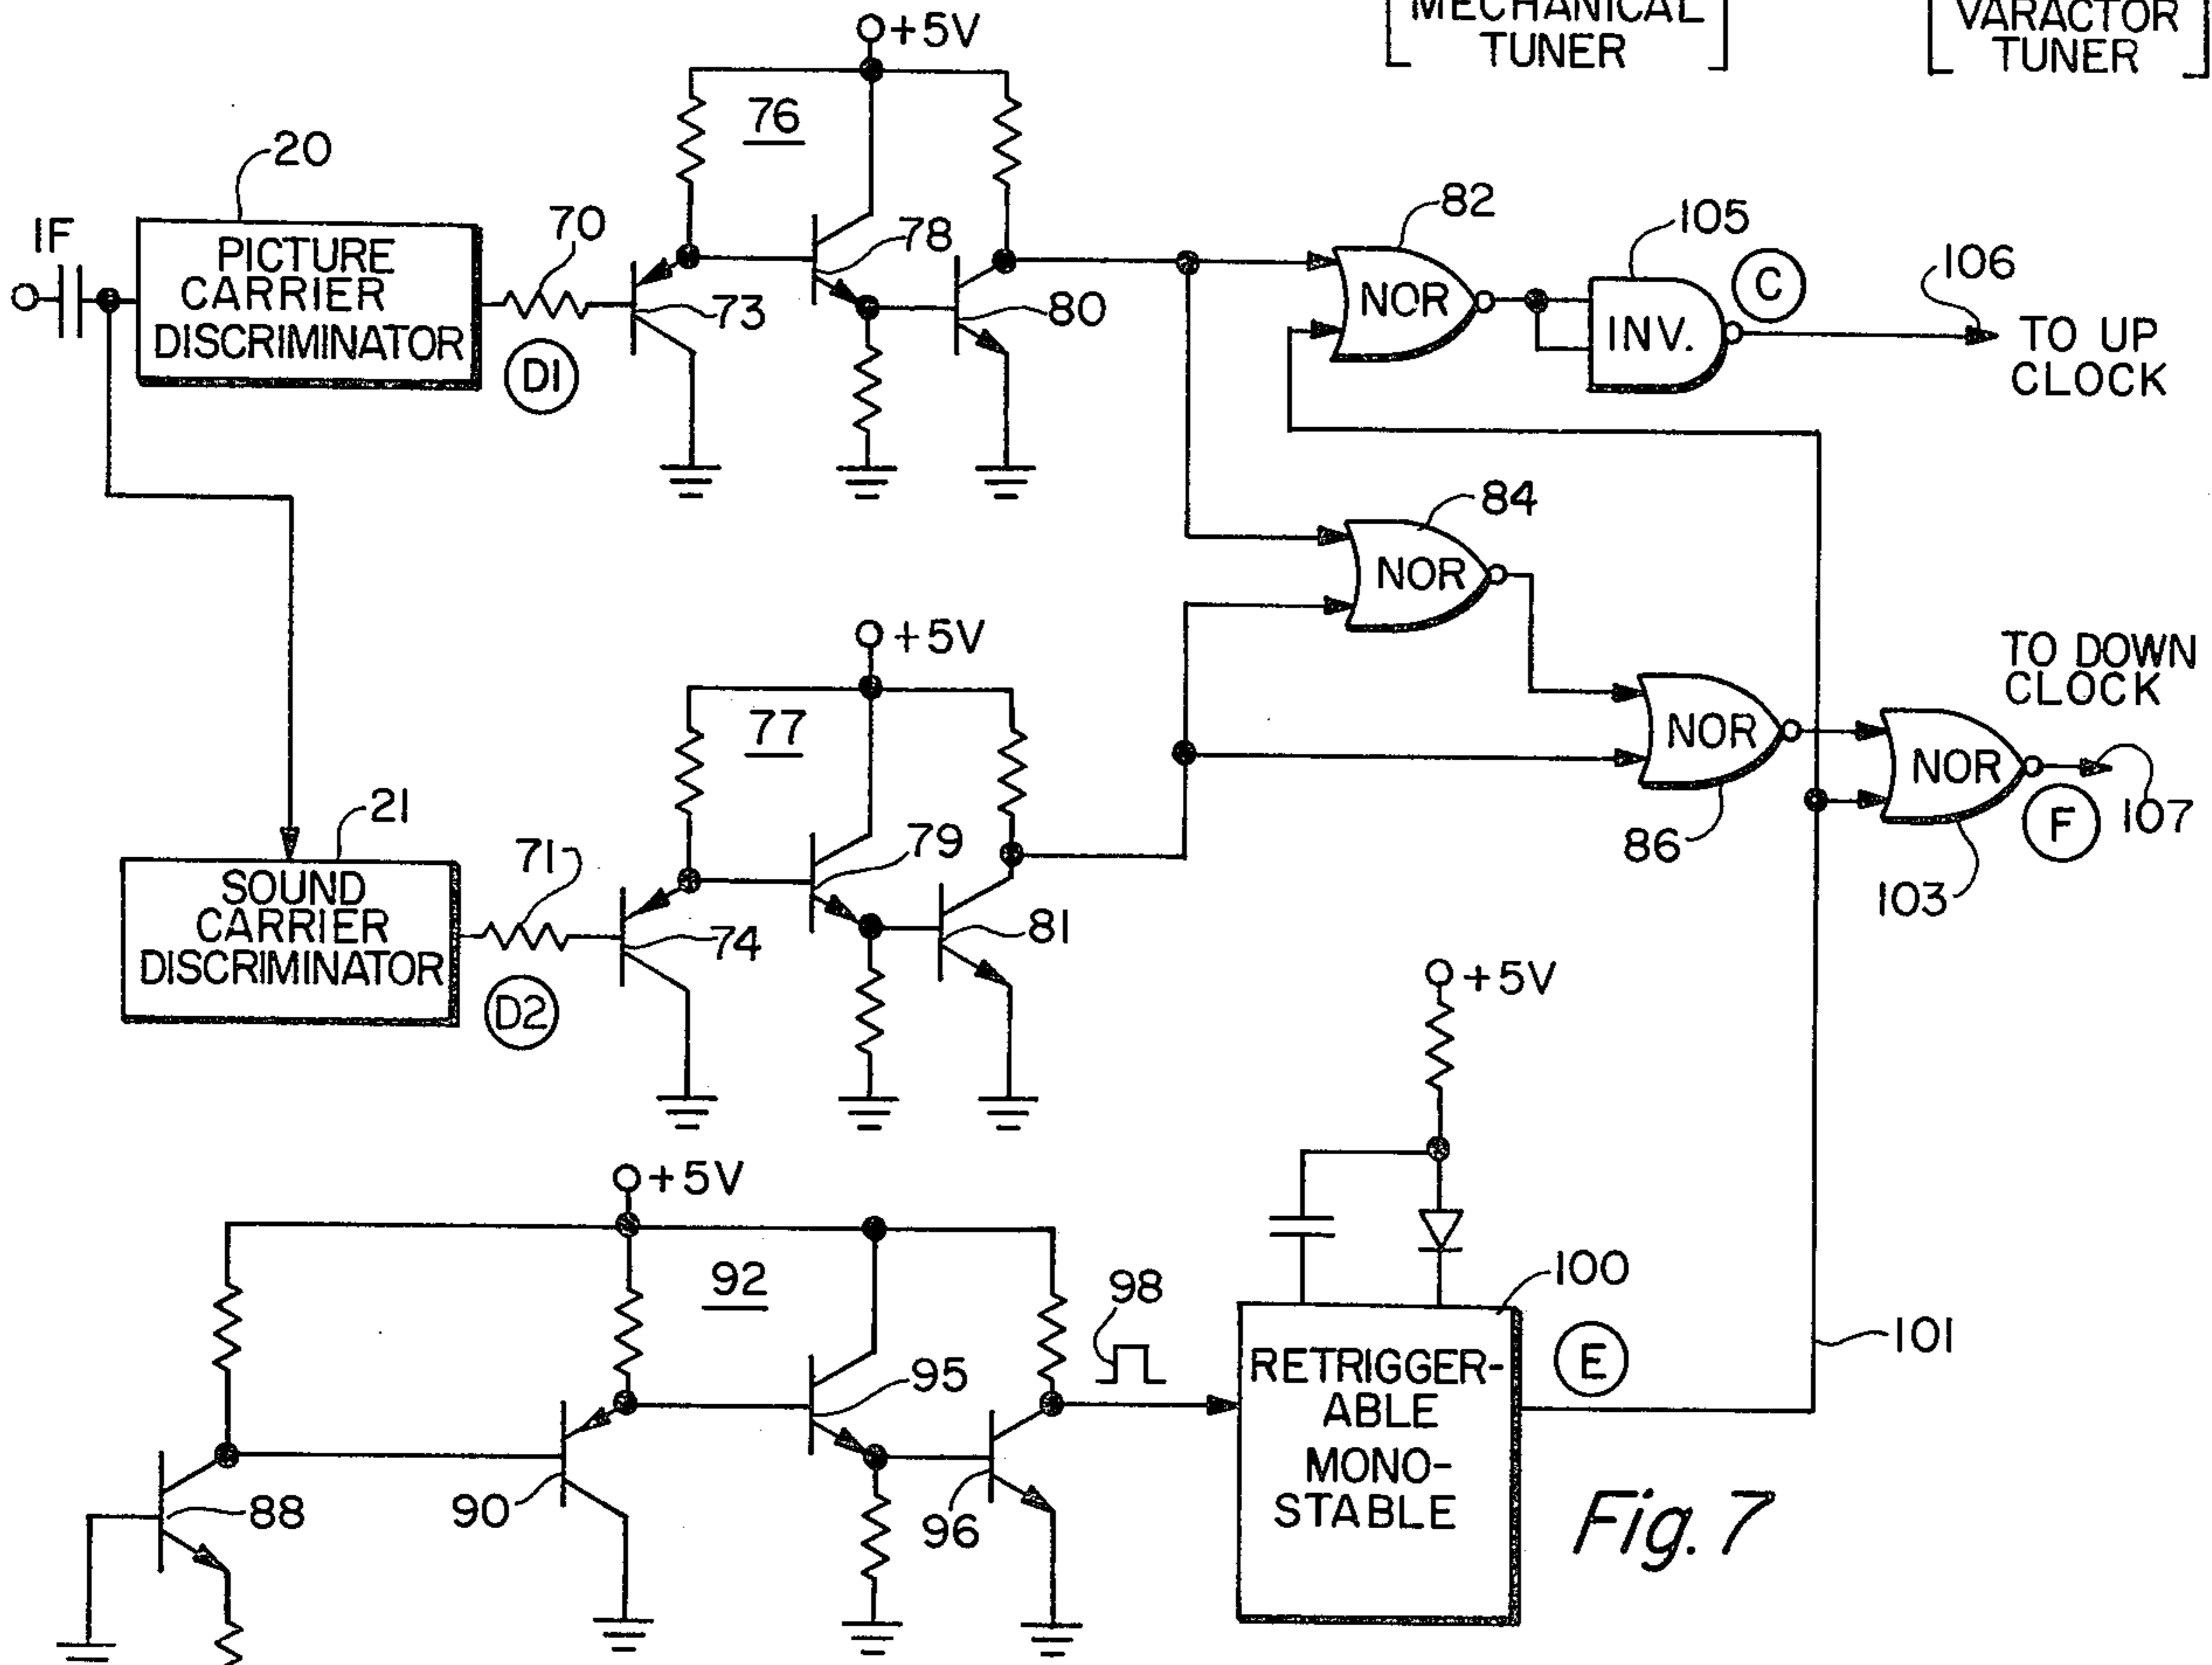 MECHANICAL
TUNER
VARACTOR
TUNER
+5V
76
20
IF
PICTURE
CARRIER
DISCRIMINATOR
70
D1
73
78
80
82
NOR
105
INV.
C
106
TO UP
CLOCK
84
NOR
+5V
77
TO DOWN
CLOCK
NOR
86
NOR
F
107
103
21
SOUND
CARRIER
DISCRIMINATOR
71
D2
74
79
81
+5V
+5V
92
98
100
RETRIGGER-
ABLE
MONO-
STABLE
E
101
88
90
95
96
Fig. 7